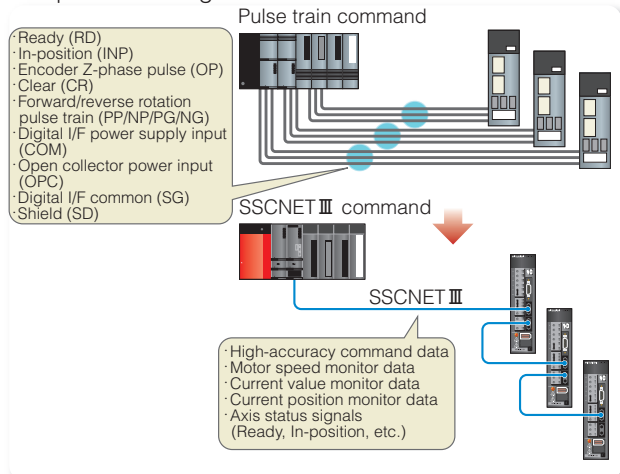 Pulse train command
·Ready (RD)
·In-position (INP)
·Encoder Z-phase pulse (OP)
·Clear (CR)
·Forward/reverse rotation
pulse train (PP/NP/PG/NG)
·Digital I/F power supply input
(COM)
·Open collector power input
(OPC)
·Digital I/F common (SG)
·Shield (SD)
SSCNETⅢ command
SSCNETⅢ
·High-accuracy command data
·Motor speed monitor data
·Current value monitor data
·Current position monitor data
·Axis status signals
(Ready, In-position, etc.)